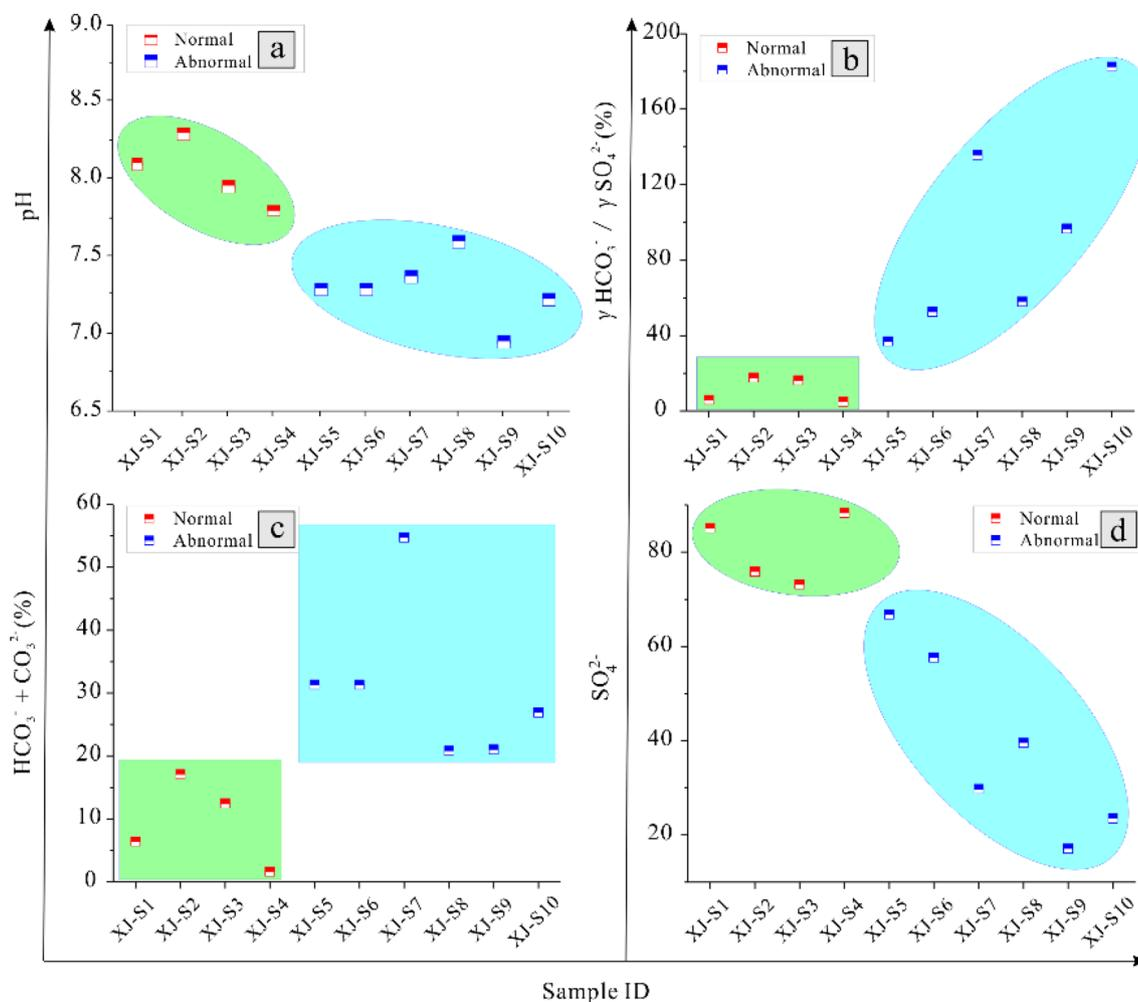 9.0
8.5
8.0
7.5
7.0
6.5
pH
Normal
Abnormal
a
XJ-S1
XJ-S2
XJ-S3
XJ-S4
XJ-S5
XJ-S6
XJ-S7
XJ-S8
XJ-S9
XJ-S10
200
160
120
80
40
0
γ HCO₃⁻ / γ SO₄²⁻ (%)
Normal
Abnormal
b
XJ-S1
XJ-S2
XJ-S3
XJ-S4
XJ-S5
XJ-S6
XJ-S7
XJ-S8
XJ-S9
XJ-S10
60
50
40
30
20
10
0
HCO₃⁻ + CO₃²⁻ (%)
Normal
Abnormal
c
XJ-S1
XJ-S2
XJ-S3
XJ-S4
XJ-S5
XJ-S6
XJ-S7
XJ-S8
XJ-S9
XJ-S10
80
60
40
20
SO₄²⁻
Normal
Abnormal
d
XJ-S1
XJ-S2
XJ-S3
XJ-S4
XJ-S5
XJ-S6
XJ-S7
XJ-S8
XJ-S9
XJ-S10
Sample ID